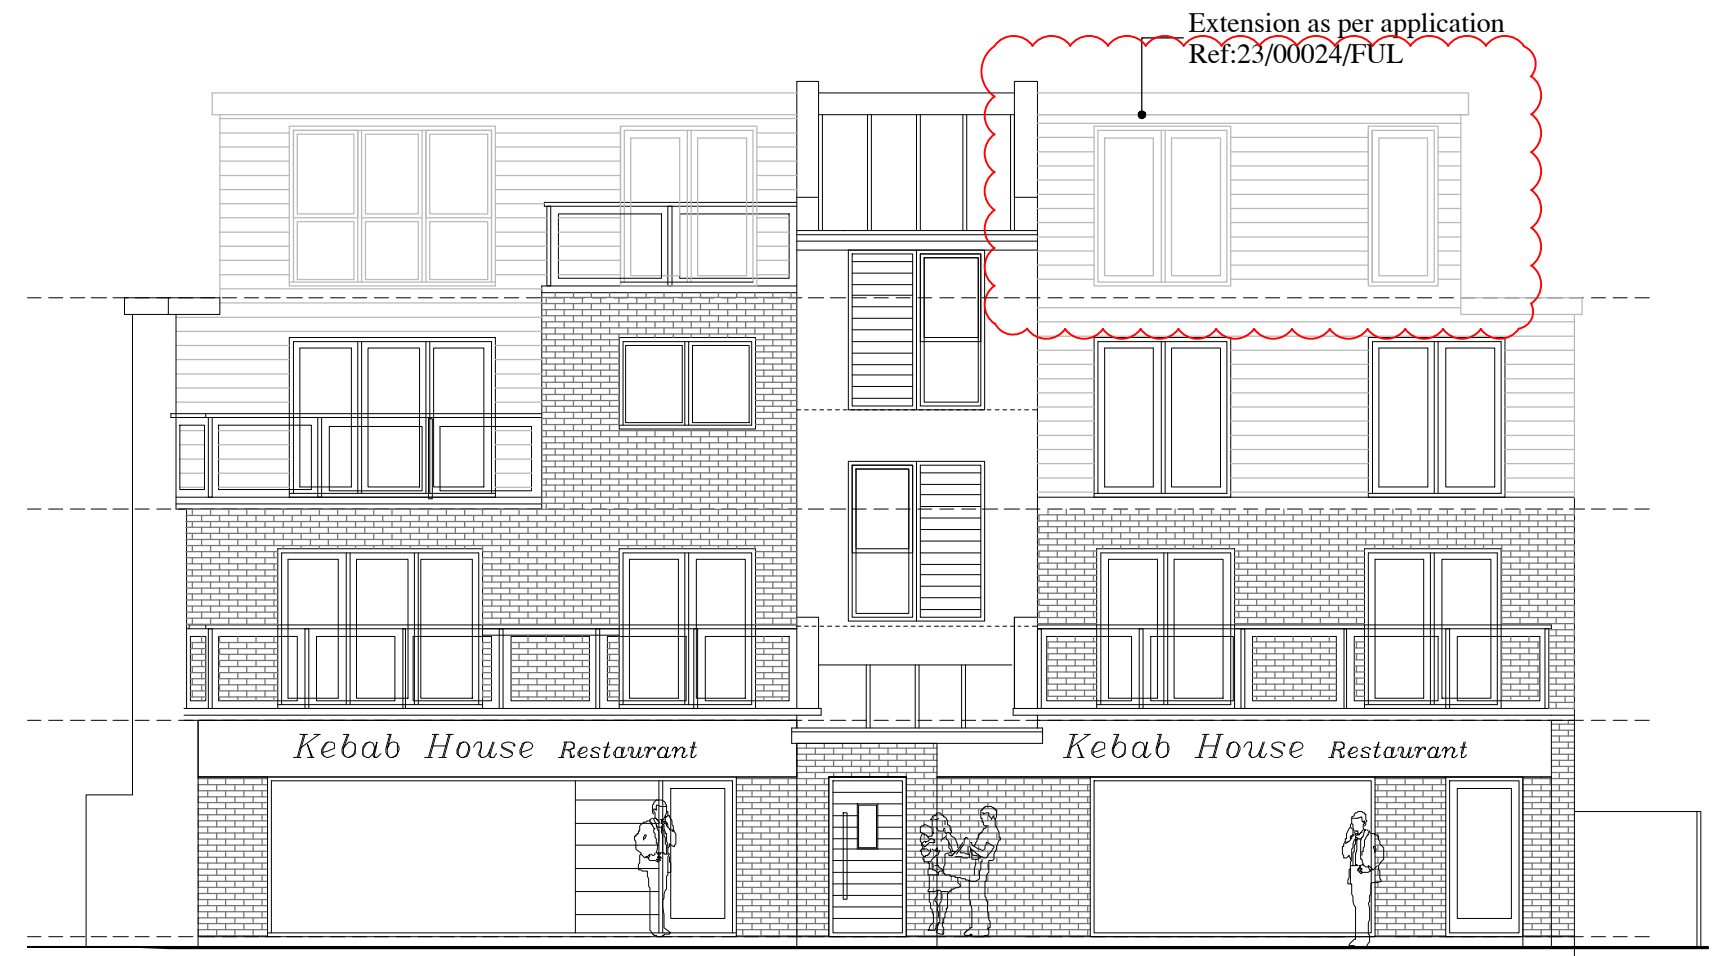 Extension as per application
Ref:23/00024/FUL
Kebab House Restaurant
Kebab House Restaurant